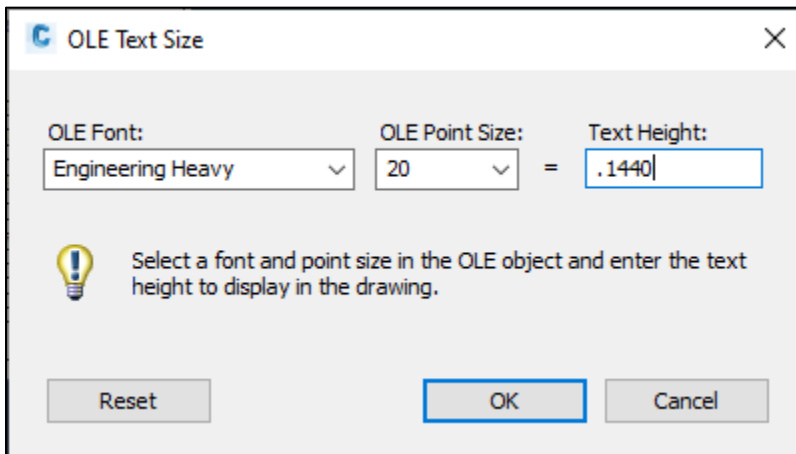 OLE Text Size
OLE Font: OLE Point Size: Text Height:
Engineering Heavy 20 = .1440
Select a font and point size in the OLE object and enter the text
height to display in the drawing.
Reset OK Cancel